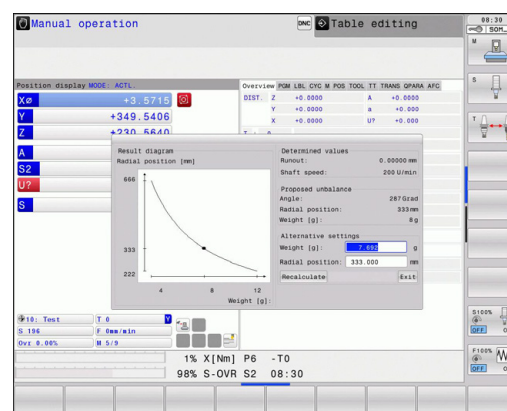 Manual operation
DNC
Table editing
08:30
Position display MODE: ACTL.
X +3.5715
Y +349.5406
Z +230.5640
A
S2
U?
S
Overview PGM LBL CYC M POS TOOL TT TRANS QPARA AFC
DIST. Z +0.0000 A +0.000
Y +0.0000 a +0.000
X +0.0000 U? +0.000
Result diagram
Radial position [mm]
666
333
222
4 8 12
Weight [g]:
Determined values
Runout: 0.00000 mm
Shaft speed: 200 U/min
Proposed unbalance
Angle: 287 Grad
Radial position: 333 mm
Weight [g]: 8 g
Alternative settings
Weight [g]: 7.692 g
Radial position: 333.000 mm
Recalculate Exit
10: Test T 0
S 196 F 0mm/min
Ovr 0.00% M 5/9
1% X[Nm] P6 -T0
98% S-OVR S2 08:30
M
S
T
S100%
OFF
F100%
OFF